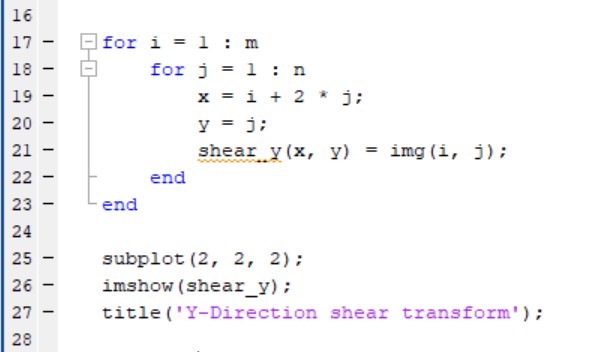 16
17 - for i = 1 : m
18 - for j = 1 : n
19 - x = i + 2 * j;
20 - y = j;
21 - shear_y(x, y) = img(i, j);
22 - end
23 - end
24
25 - subplot(2, 2, 2);
26 - imshow(shear_y);
27 - title('Y-Direction shear transform');
28